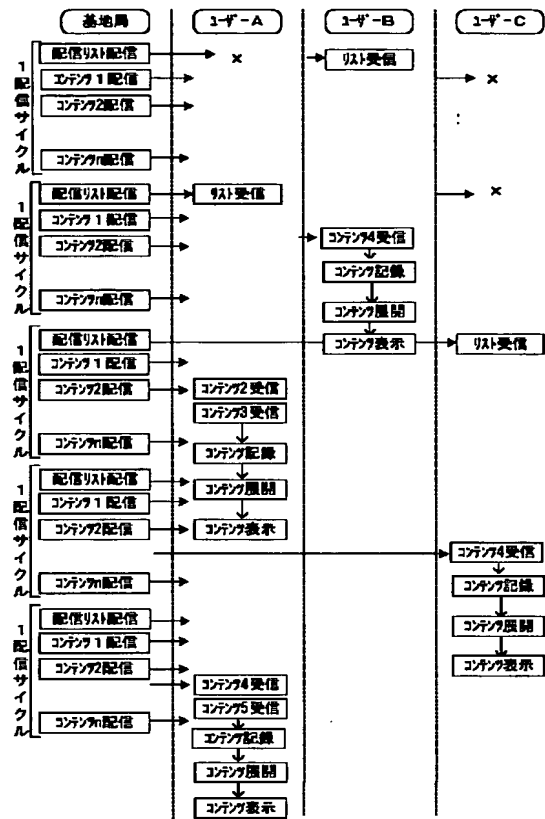 基地局
ユーザ-A
ユーザ-B
ユーザ-C
1配信サイクル
配信リスト配信
×
リスト受信
コンテンツ1配信
×
コンテンツ2配信
:
コンテンツn配信
1配信サイクル
配信リスト配信
リスト受信
×
コンテンツ1配信
コンテンツ2配信
コンテンツ4受信
コンテンツ記録
コンテンツn配信
コンテンツ展開
1配信サイクル
配信リスト配信
コンテンツ表示
リスト受信
コンテンツ1配信
コンテンツ2配信
コンテンツ2受信
コンテンツ3受信
コンテンツn配信
コンテンツ記録
1配信サイクル
配信リスト配信
コンテンツ展開
コンテンツ1配信
コンテンツ2配信
コンテンツ表示
コンテンツ4受信
コンテンツn配信
コンテンツ記録
1配信サイクル
配信リスト配信
コンテンツ展開
コンテンツ1配信
コンテンツ2配信
コンテンツ表示
コンテンツ4受信
コンテンツ5受信
コンテンツn配信
コンテンツ記録
コンテンツ展開
コンテンツ表示